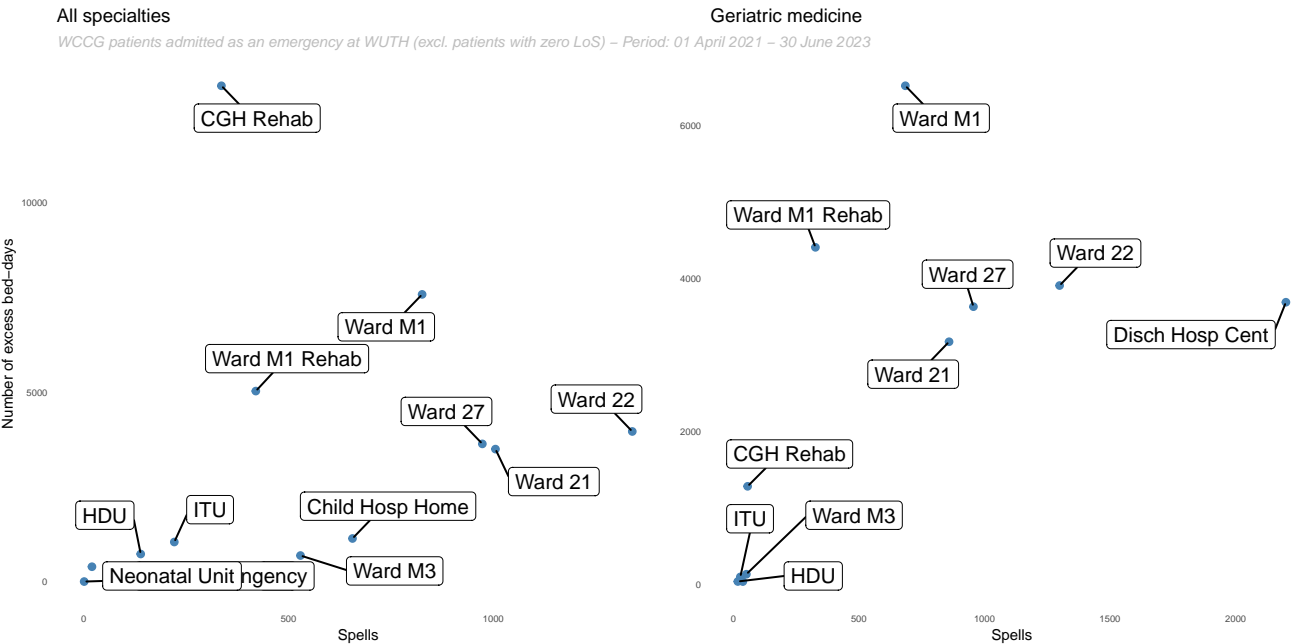 All specialties
Geriatric medicine
WCCG patients admitted as an emergency at WUTH (excl. patients with zero LoS) − Period: 01 April 2021 − 30 June 2023
CGH Rehab
Ward M1
Ward M1 Rehab
Ward 27
Ward 22
Ward 21
HDU
ITU
Child Hosp Home
Neonatal Unit
ngency
Ward M3
10000
5000
0
Number of excess bed−days
0
500
1000
Spells
Ward M1
Ward M1 Rehab
Ward 22
Ward 27
Disch Hosp Cent
Ward 21
CGH Rehab
ITU
Ward M3
HDU
6000
4000
2000
0
0
500
1000
1500
2000
Spells